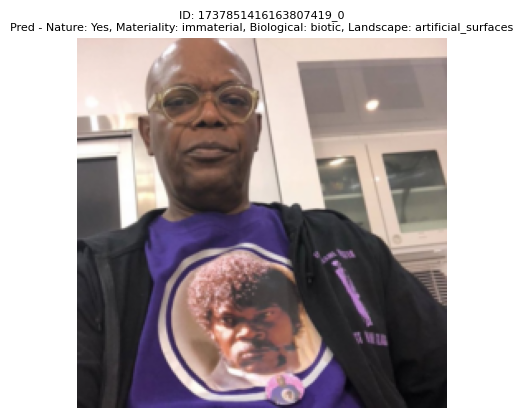 ID: 1737851416163807419_0
Pred - Nature: Yes, Materiality: immaterial, Biological: biotic, Landscape: artificial_surfaces